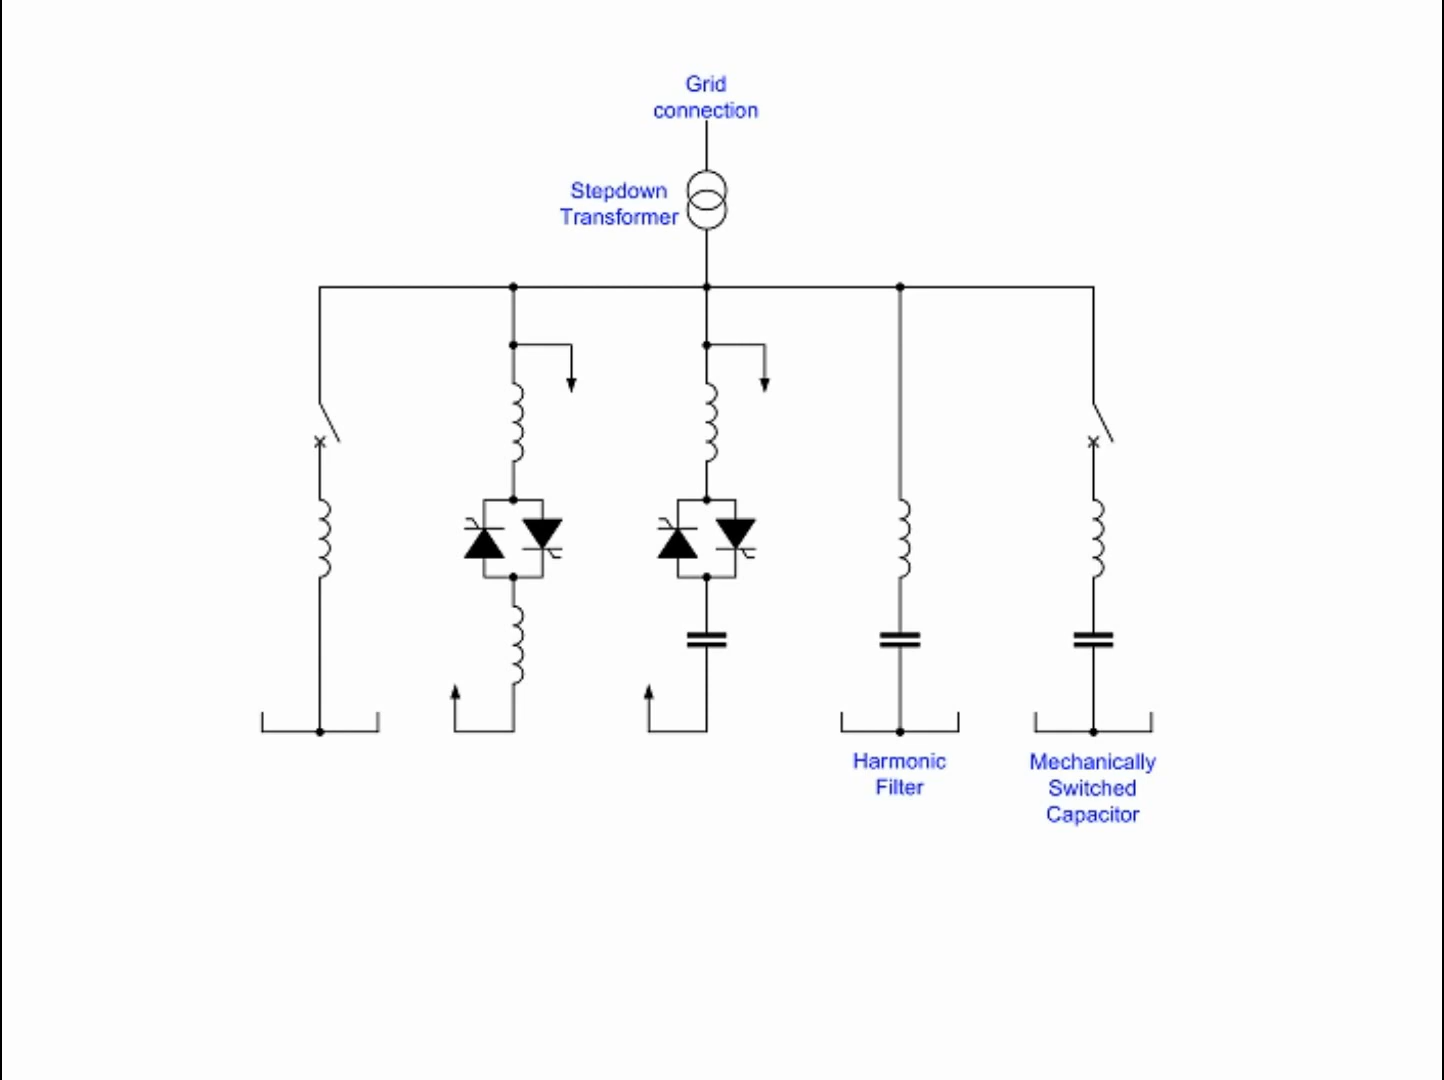 Grid
connection
Stepdown
Transformer
Harmonic
Filter
Mechanically
Switched
Capacitor